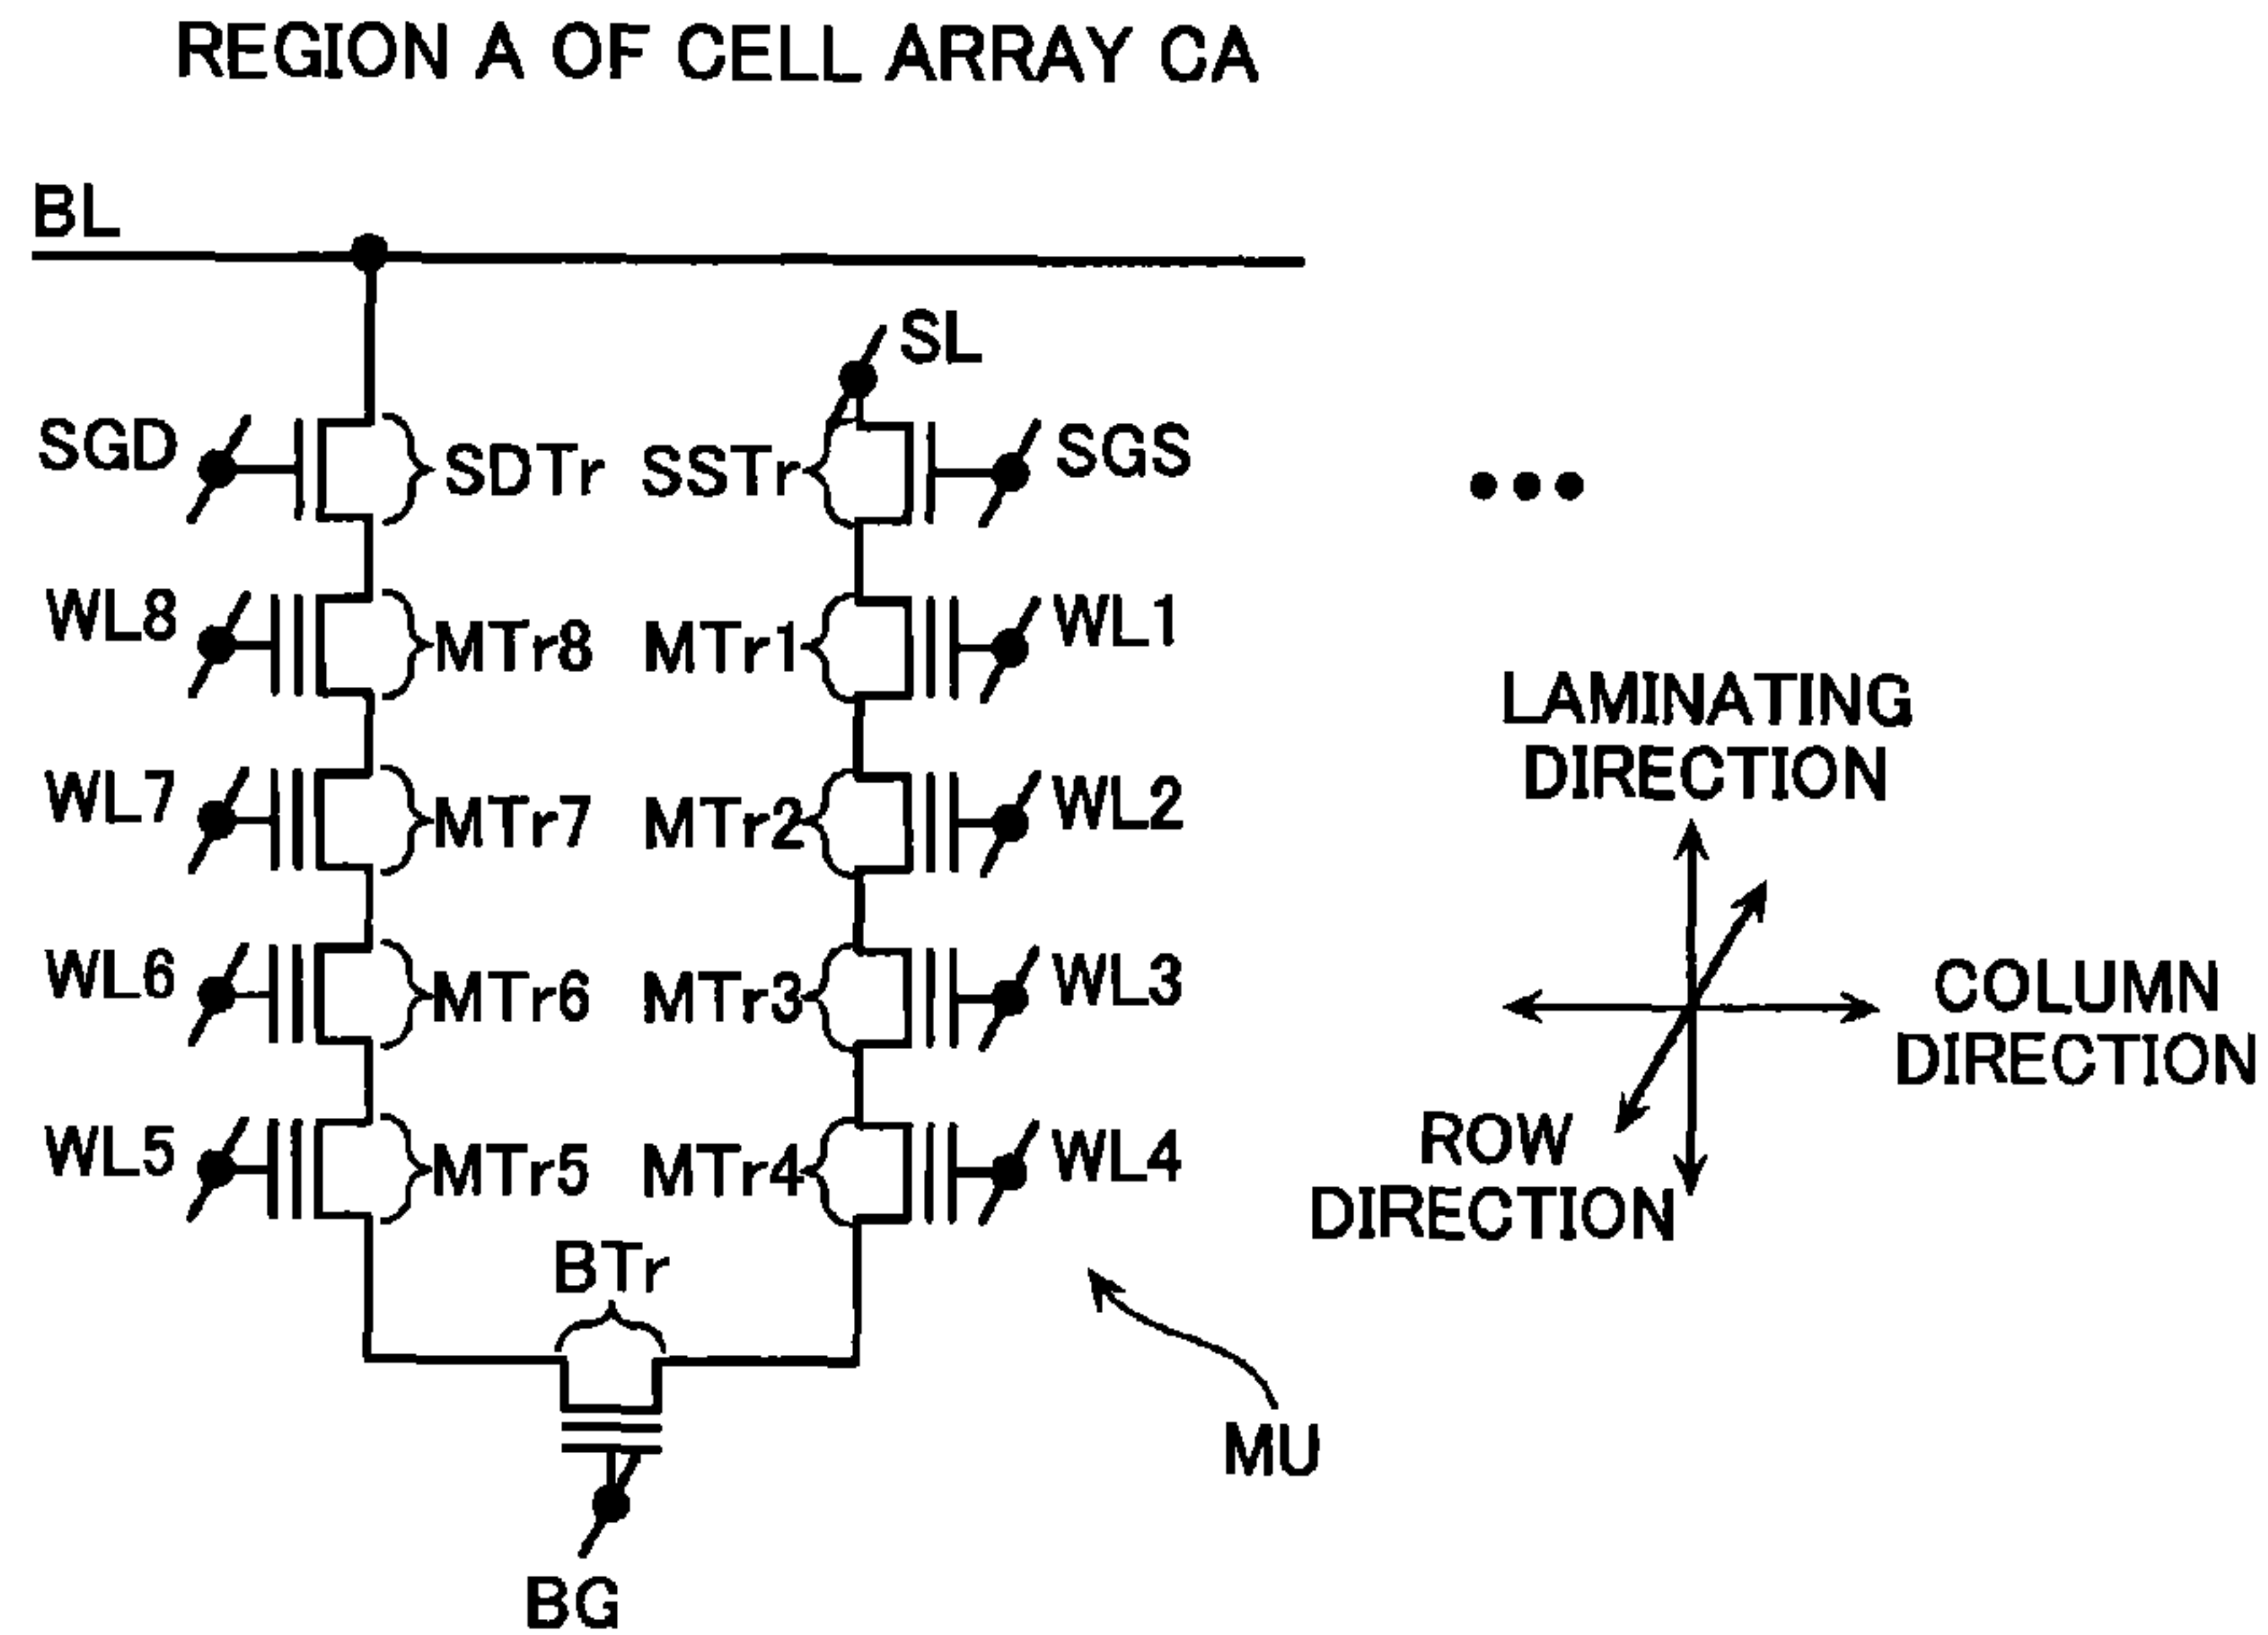 REGION A OF CELL ARRAY CA
BL
SL
SGD
SDTr
SSTr
SGS
WL8
MTr8
MTr1
WL1
WL7
MTr7
MTr2
WL2
WL6
MTr6
MTr3
WL3
WL5
MTr5
MTr4
WL4
BTr
BG
MU
LAMINATING
DIRECTION
COLUMN
DIRECTION
ROW
DIRECTION